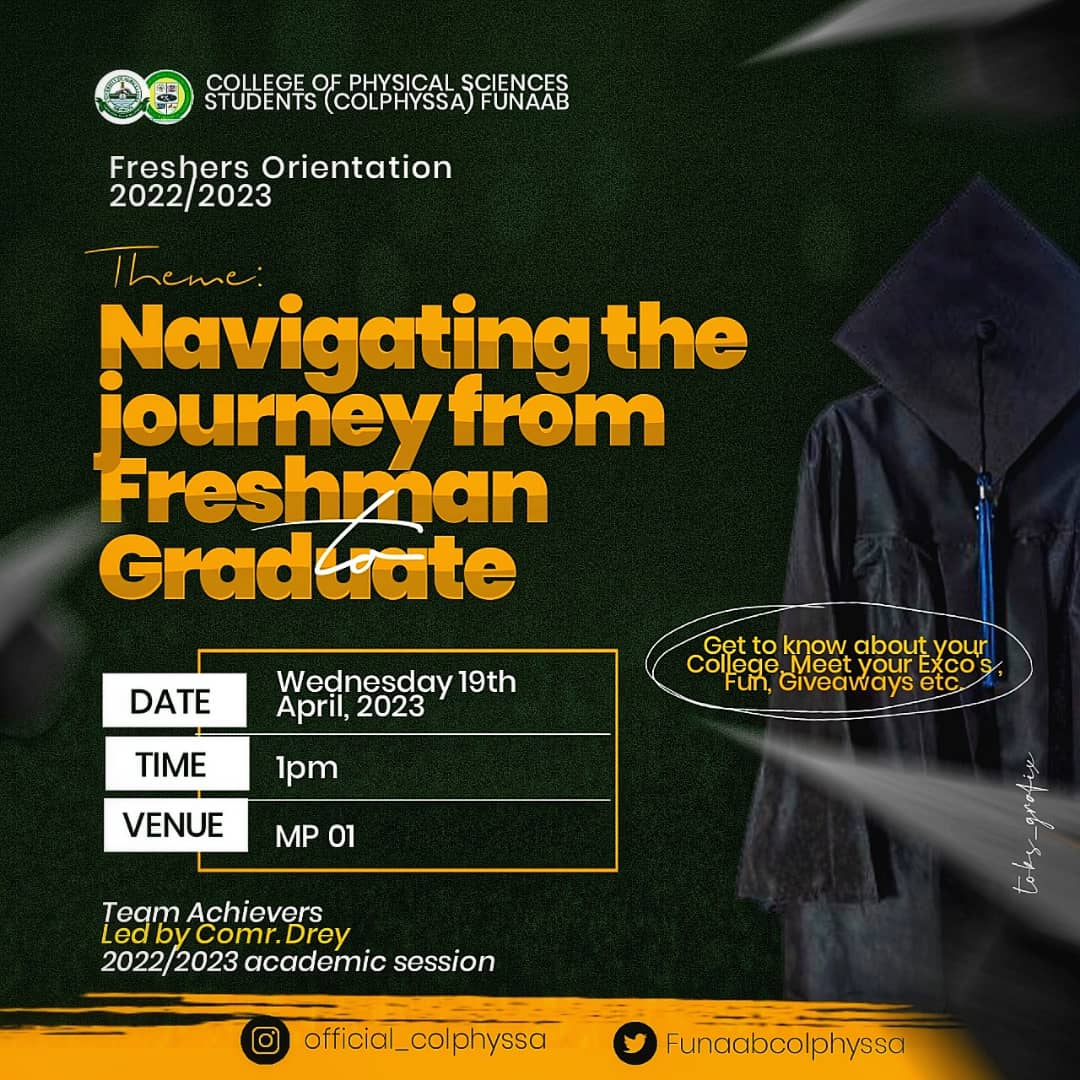 COLLEGE OF PHYSICAL SCIENCES
STUDENTS (COLPHYSSA) FUNAAB
Freshers Orientation
2022/2023
Theme:
Navigating the
journey from
Freshman
to
Graduate
DATE
Wednesday 19th
April, 2023
TIME
1pm
VENUE
MP 01
Get to know about your
College, Meet your Exco's ,
Fun, Giveaways etc.
toks_grafix
Team Achievers
Led by Comr. Drey
2022/2023 academic session
official_colphyssa
Funaabcolphyssa